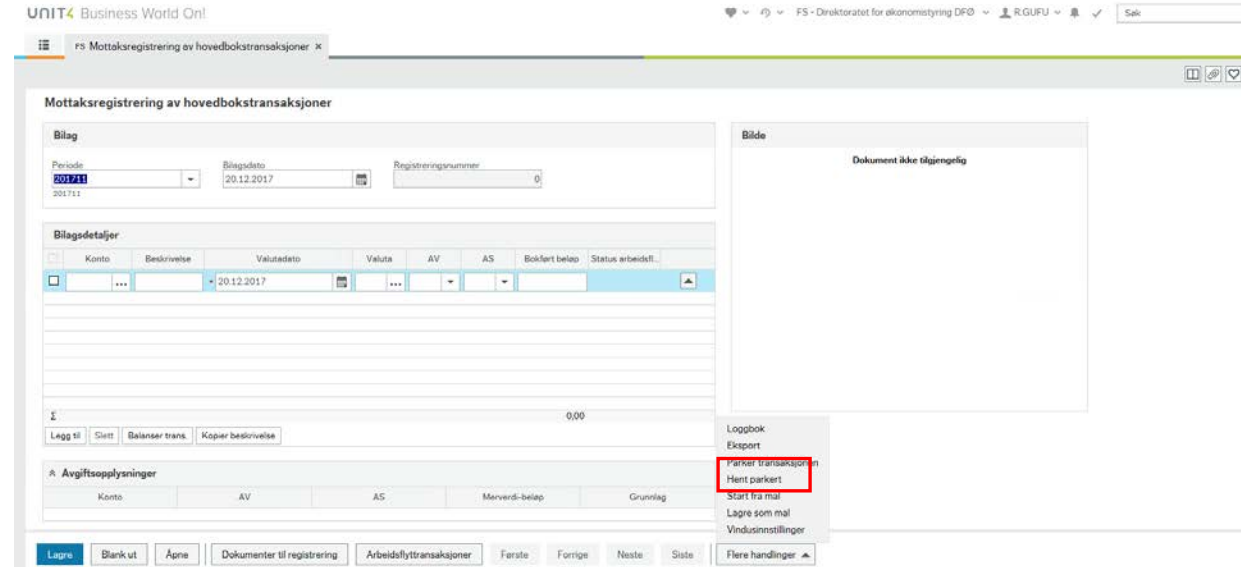 UNIT4 Business World On!
FS - Direktoratet for økonomistyring DFØ
R.GUFU
Søk
FS Mottaksregistrering av hovedbokstransaksjoner ×
Mottaksregistrering av hovedbokstransaksjoner
Bilag
Bilde
Periode Bilagsdato Registreringsnummer
201711 20.12.2017 0
201711
Dokument ikke tilgjengelig
Bilagsdetaljer
Konto Beskrivelse Valutadato Valuta AV AS Bokført beløp Status arbeidsfl...
... 20.12.2017 ...
Σ 0,00
Legg til Slett Balanser trans. Kopier beskrivelse
Avgiftsopplysninger
Konto AV AS Merverdi-beløp Grunnlag
Loggbok
Eksport
Parker transaksjonen
Hent parkert
Start fra mal
Lagre som mal
Vindusinnstillinger
Lagre Blank ut Åpne Dokumenter til registrering Arbeidsflyttransaksjoner Første Forrige Neste Siste Flere handlinger